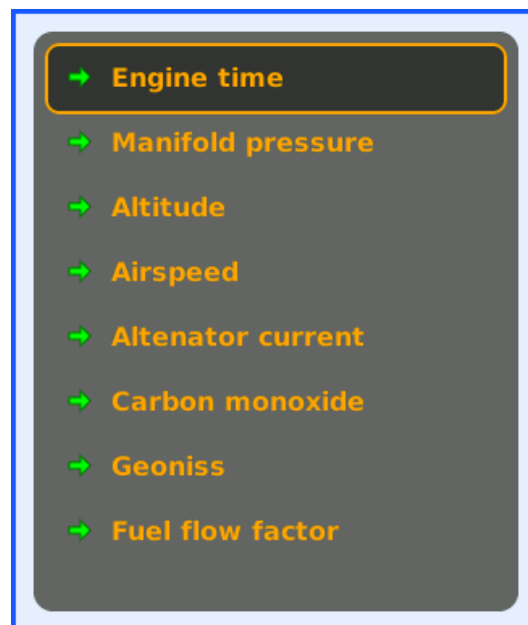 Engine time
Manifold pressure
Altitude
Airspeed
Altenator current
Carbon monoxide
Geoniss
Fuel flow factor